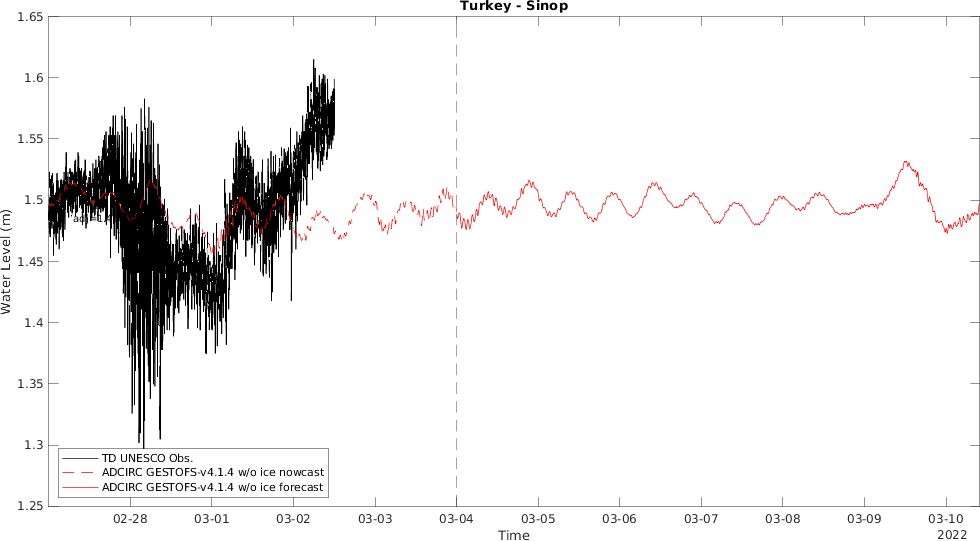 Turkey - Sinop
1.65
1.6
1.55
1.5
1.45
1.4
1.35
1.3
1.25
Water Level (m)
TD UNESCO Obs.
ADCIRC GESTOFS-v4.1.4 w/o ice nowcast
ADCIRC GESTOFS-v4.1.4 w/o ice forecast
02-28 03-01 03-02 03-03 03-04 03-05 03-06 03-07 03-08 03-09 03-10
Time
2022